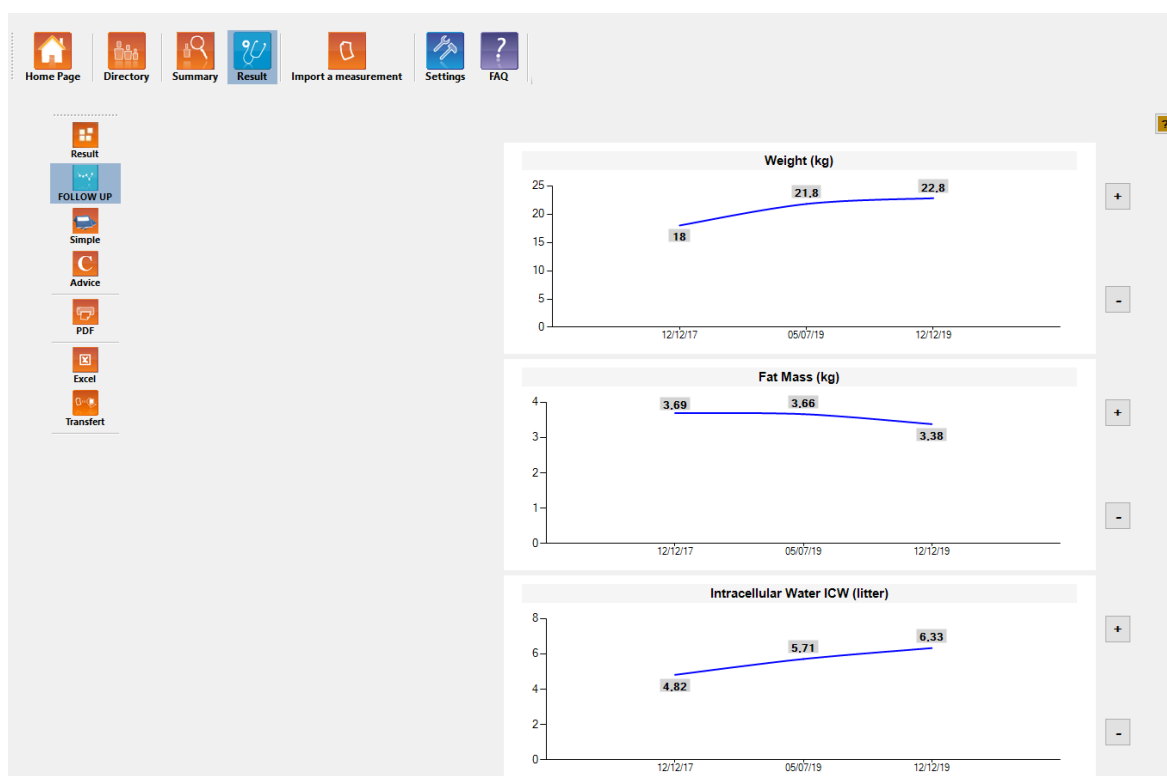 Home Page Directory Summary Result Import a measurement Settings ? FAQ
?
Result
FOLLOW UP
Simple
C
Advice
PDF
Excel
Transfert
Weight (kg)
25
20
15
10
5
0
18
21,8
22,8
12/12/17 05/07/19 12/12/19
+
-
Fat Mass (kg)
4
3
2
1
0
3,69
3,66
3,38
12/12/17 05/07/19 12/12/19
+
-
Intracellular Water ICW (litter)
8
6
4
2
0
4,82
5,71
6,33
12/12/17 05/07/19 12/12/19
+
-